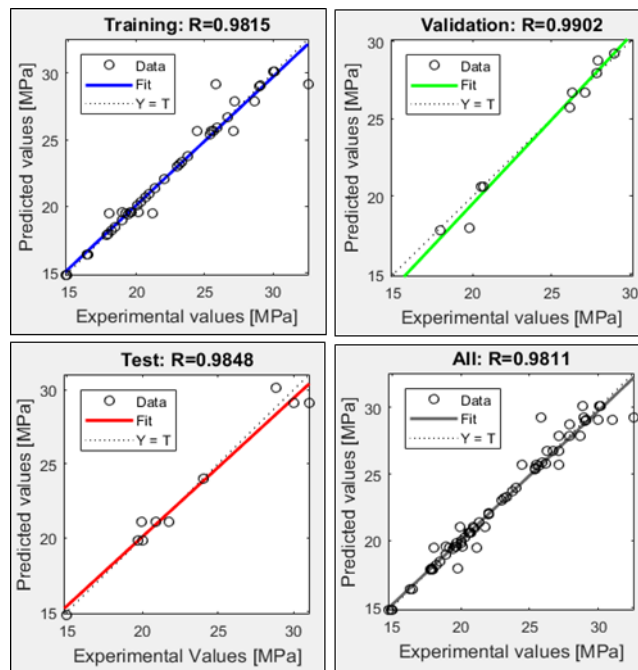 Training: R=0.9815
Predicted values [MPa]
30
25
20
15
Data
Fit
Y = T
15 20 25 30
Experimental values [MPa]
Validation: R=0.9902
Predicted values [MPa]
30
25
20
15
Data
Fit
Y = T
15 20 25 30
Experimental values [MPa]
Test: R=0.9848
Predicted values [MPa]
30
25
20
15
Data
Fit
Y = T
15 20 25 30
Experimental Values [MPa]
All: R=0.9811
Predicted values [MPa]
30
25
20
15
Data
Fit
Y = T
15 20 25 30
Experimental values [MPa]